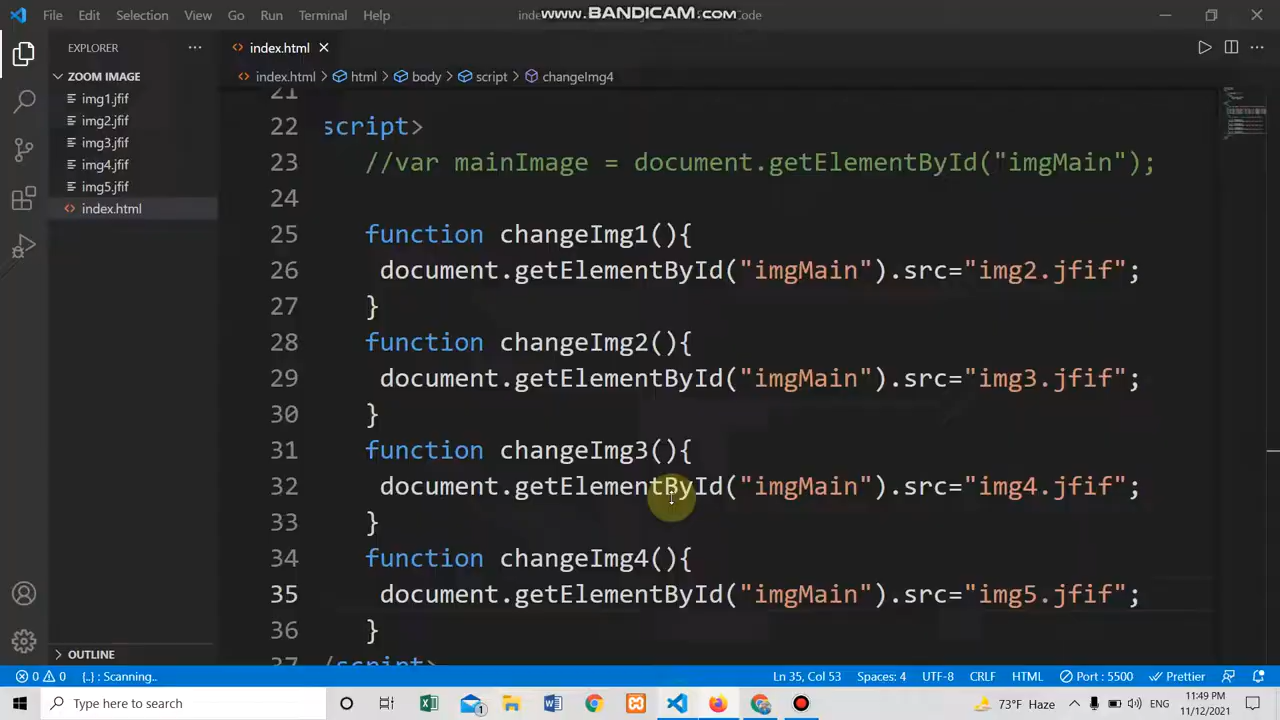 File Edit Selection View Go Run Terminal Help
www.BANDICAM.com
EXPLORER
ZOOM IMAGE
img1.jfif
img2.jfif
img3.jfif
img4.jfif
img5.jfif
index.html
OUTLINE
index.html
index.html > html > body > script > changeImg4
21
22 script>
23 //var mainImage = document.getElementById("imgMain");
24
25 function changeImg1(){
26 document.getElementById("imgMain").src="img2.jfif";
27 }
28 function changeImg2(){
29 document.getElementById("imgMain").src="img3.jfif";
30 }
31 function changeImg3(){
32 document.getElementById("imgMain").src="img4.jfif";
33 }
34 function changeImg4(){
35 document.getElementById("imgMain").src="img5.jfif";
36 }
37 /script>
0 0 {..} : Scanning.. Ln 35, Col 53 Spaces: 4 UTF-8 CRLF HTML Port : 5500 Prettier
Type here to search 1 73°F Haze ENG 11:49 PM
11/12/2021